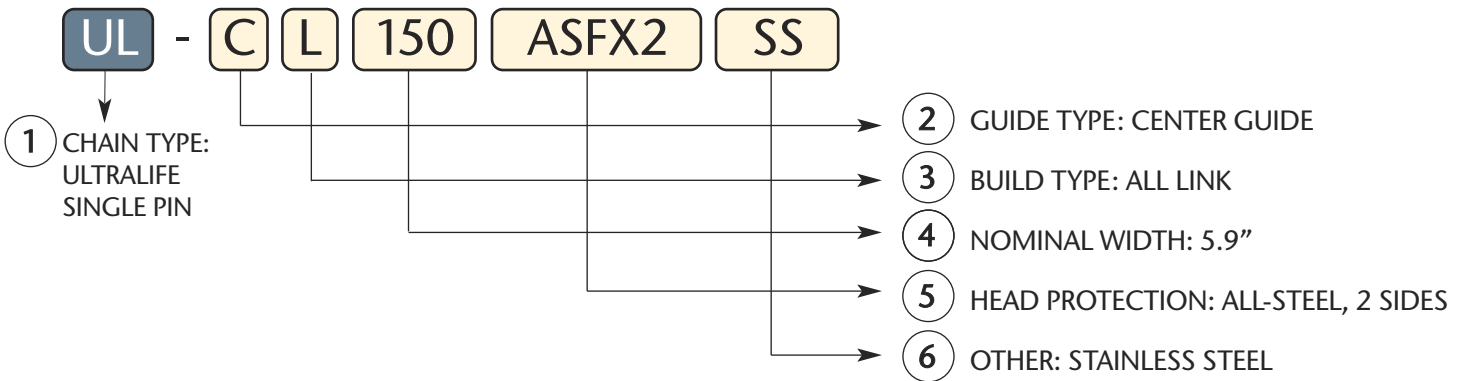 UL - C L 150 ASFX2 SS
1 CHAIN TYPE:
ULTRALIFE
SINGLE PIN
2 GUIDE TYPE: CENTER GUIDE
3 BUILD TYPE: ALL LINK
4 NOMINAL WIDTH: 5.9”
5 HEAD PROTECTION: ALL-STEEL, 2 SIDES
6 OTHER: STAINLESS STEEL